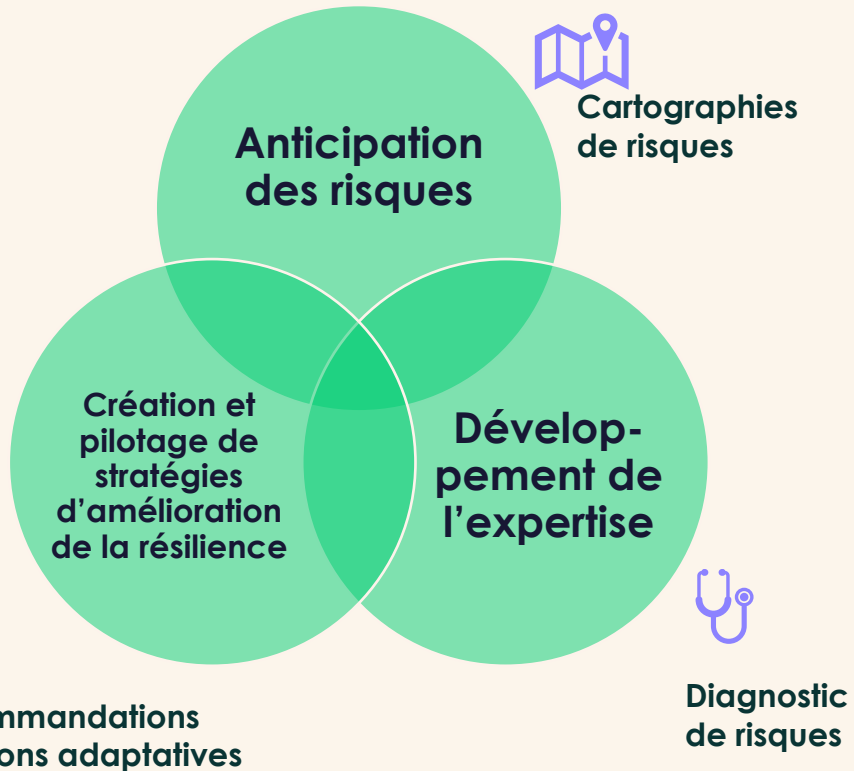 Anticipation
des risques
Cartographies
de risques
Création et
pilotage de
stratégies
d’amélioration
de la résilience
Dévelop-
pement de
l’expertise
Diagnostic
de risques
adaptatives